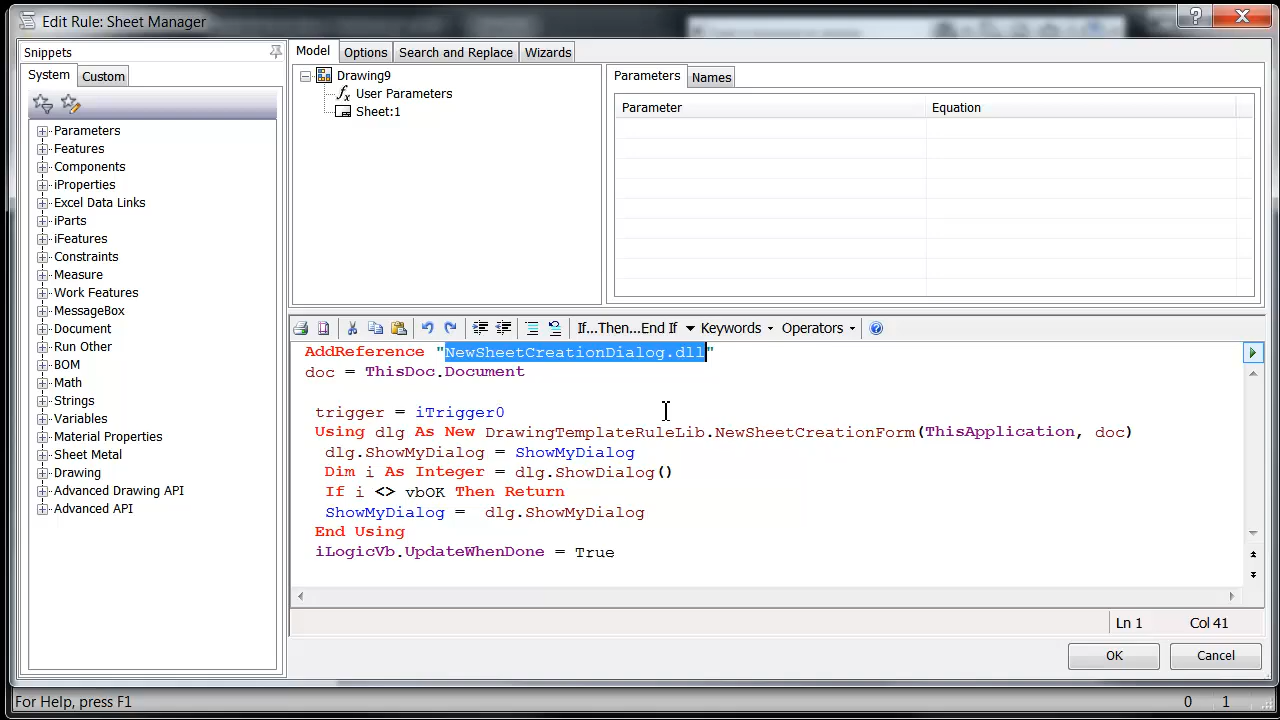 Edit Rule: Sheet Manager
Snippets
System
Custom
Parameters
Features
Components
iProperties
Excel Data Links
iParts
iFeatures
Constraints
Measure
Work Features
MessageBox
Document
Run Other
BOM
Math
Strings
Variables
Material Properties
Sheet Metal
Drawing
Advanced Drawing API
Advanced API
Model
Options
Search and Replace
Wizards
Drawing9
User Parameters
Sheet:1
Parameters
Names
Parameter
Equation
If...Then...End If
Keywords
Operators
AddReference "NewSheetCreationDialog.dll"
doc = ThisDoc.Document
trigger = iTrigger0
Using dlg As New DrawingTemplateRuleLib.NewSheetCreationForm(ThisApplication, doc)
dlg.ShowMyDialog = ShowMyDialog
Dim i As Integer = dlg.ShowDialog()
If i <> vbOK Then Return
ShowMyDialog = dlg.ShowMyDialog
End Using
iLogicVb.UpdateWhenDone = True
Ln 1
Col 41
OK
Cancel
For Help, press F1
0
1